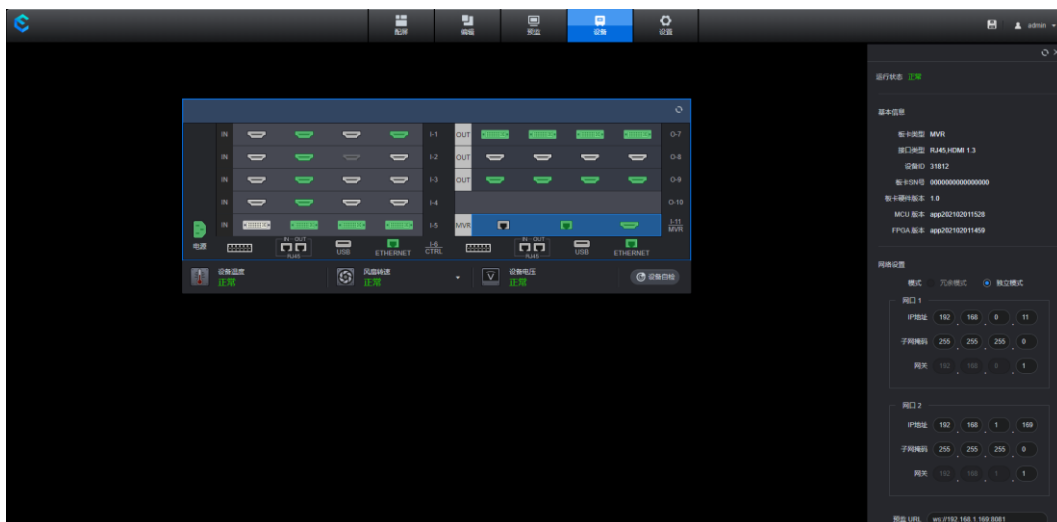 配屏 编辑 预监 设备 设置 admin
运行状态 正常
基本信息
板卡类型 MVR
接口类型 RJ45,HDMI 1.3
设备ID 31812
板卡SN号 0000000000000000
板卡硬件版本 1.0
MCU 版本 app202102011528
FPGA 版本 app202102011459
IN I-1 OUT O-7
IN I-2 OUT O-8
IN I-3 OUT O-9
IN I-4 O-10
IN I-5 MVR I-11
MVR
电源 IN OUT RJ45 USB ETHERNET I-6 CTRL IN OUT RJ45 USB ETHERNET
设备温度 风扇转速 设备电压 设备自检
正常 正常 正常
网络设置
模式 冗余模式 独立模式
网口 1
IP地址 192 . 168 . 0 . 11
子网掩码 255 . 255 . 255 . 0
网关 192 . 168 . 0 . 1
网口 2
IP地址 192 . 168 . 1 . 169
子网掩码 255 . 255 . 255 . 0
网关 192 . 168 . 1 . 1
预监 URL ws://192.168.1.169:8081